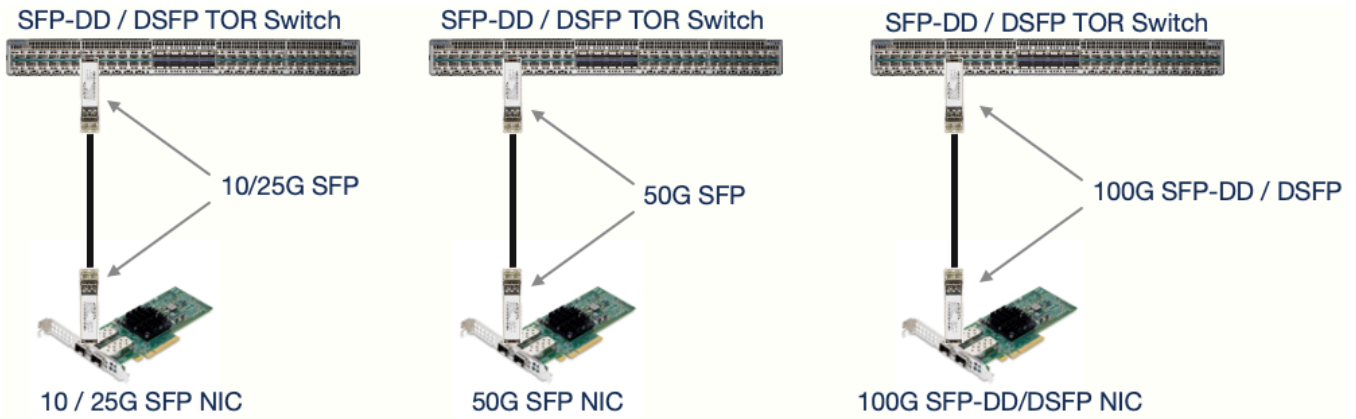 SFP-DD / DSFP TOR Switch
SFP-DD / DSFP TOR Switch
SFP-DD / DSFP TOR Switch
10/25G SFP
50G SFP
100G SFP-DD / DSFP
10 / 25G SFP NIC
50G SFP NIC
100G SFP-DD/DSFP NIC